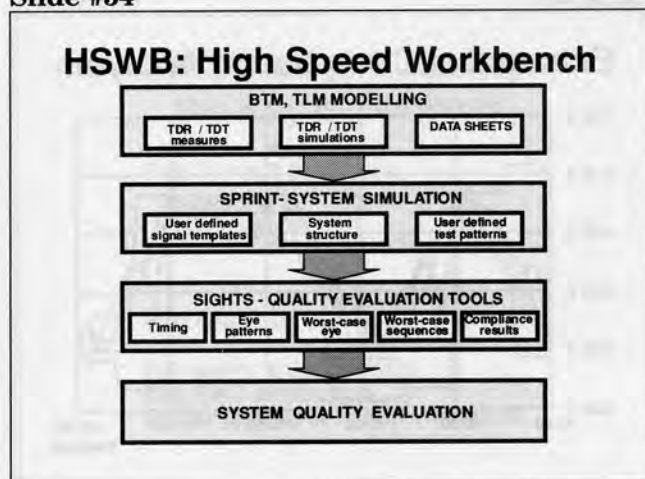 Slide #34
HSWB: High Speed Workbench
BTM, TLM MODELLING
TDR / TDT
measures
TDR / TDT
simulations
DATA SHEETS
SPRINT- SYSTEM SIMULATION
User defined
signal templates
System
structure
User defined
test patterns
SIGHTS - QUALITY EVALUATION TOOLS
Timing
Eye
patterns
Worst-case
eye
Worst-case
sequences
Compliance
results
SYSTEM QUALITY EVALUATION